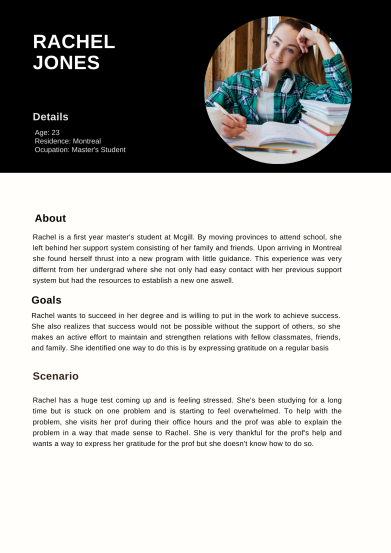 RACHEL
JONES
Details
Age: 23
Residence: Montreal
Ocupation: Master's Student
About
Rachel is a first year master's student at Mcgill. By moving provinces to attend school, she
left behind her support system consisting of her family and friends. Upon arriving in Montreal
she found herself thrust into a new program with little guidance. This experience was very
differnt from her undergrad where she not only had easy contact with her previous support
system but had the resources to establish a new one aswell.
Goals
Rachel wants to succeed in her degree and is willing to put in the work to achieve success.
She also realizes that success would not be possible without the support of others, so she
makes an active effort to maintain and strengthen relations with fellow classmates, friends,
and family. She identified one way to do this is by expressing gratitude on a regular basis
Scenario
Rachel has a huge test coming up and is feeling stressed. She's been studying for a long
time but is stuck on one problem and is starting to feel overwhelmed. To help with the
problem, she visits her prof during their office hours and the prof was able to explain the
problem in a way that made sense to Rachel. She is very thankful for the prof's help and
wants a way to express her gratitude for the prof but she doesn't know how to do so.